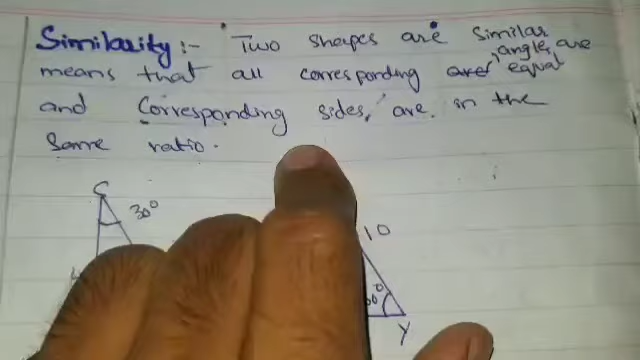 Similarity :- Two shapes are similar
means that all corresponding angle are equal
and Corresponding sides, are in the
Same ratio.
C
30°
10
Y